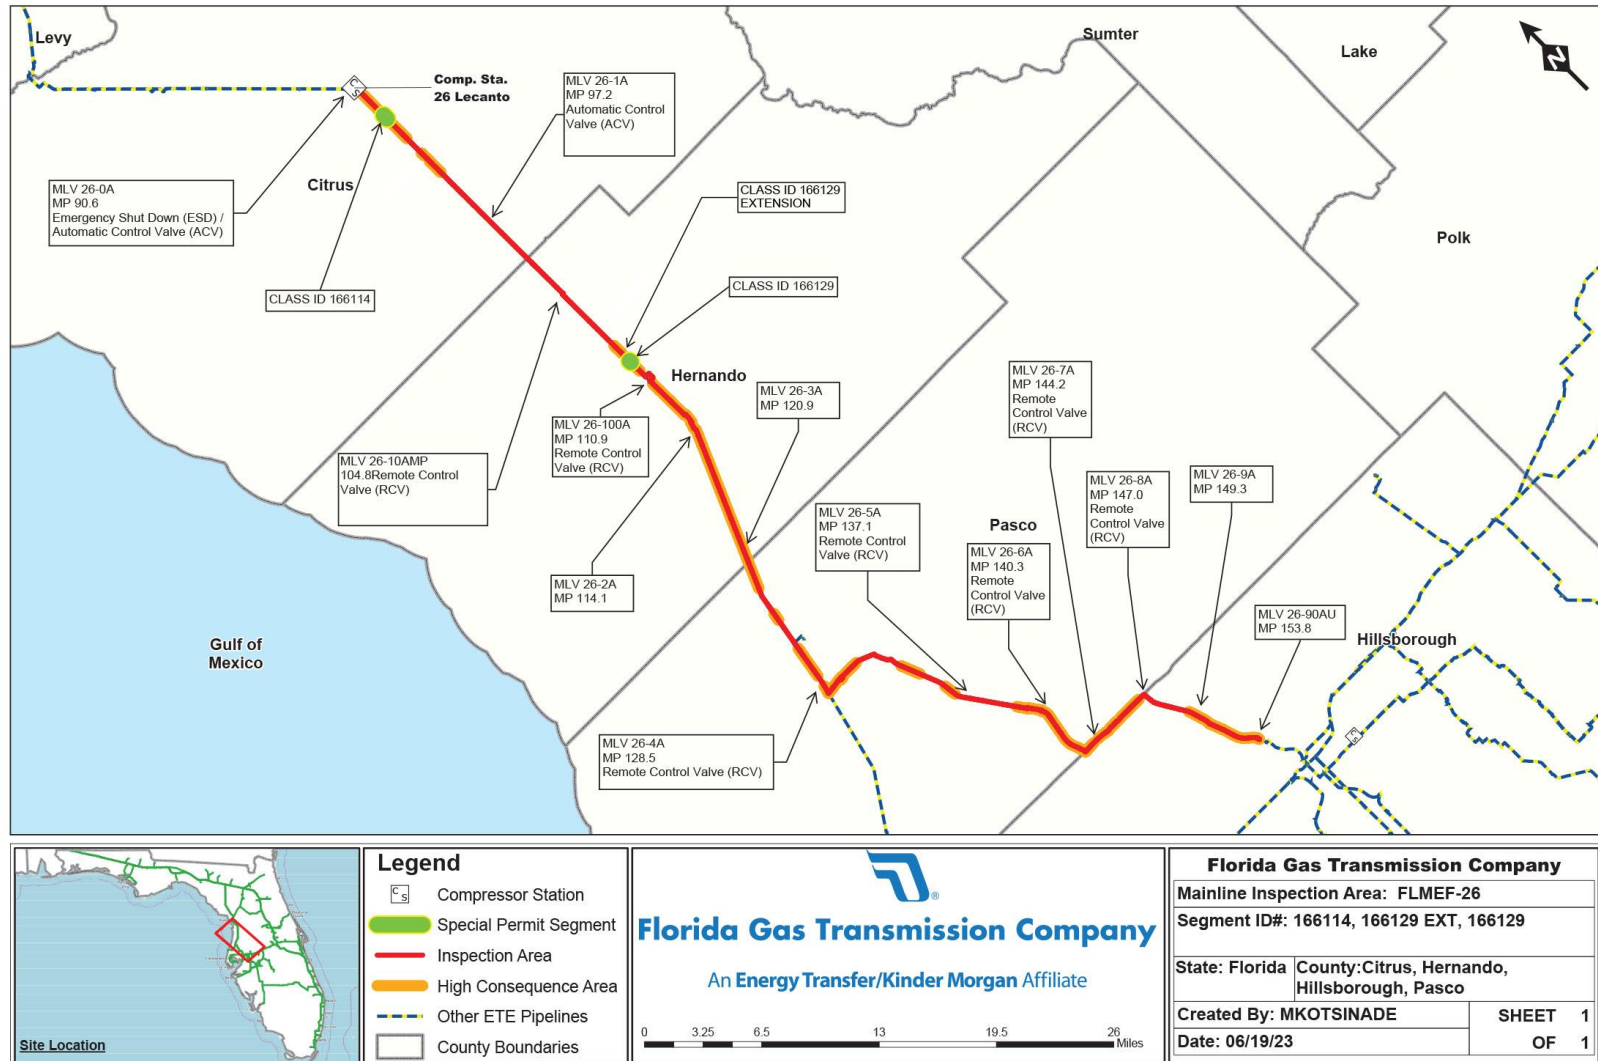 Levy
Sumter
Lake
N
Comp. Sta.
26 Lecanto
C S
MLV 26-1A
MP 97.2
Automatic Control
Valve (ACV)
MLV 26-0A
MP 90.6
Emergency Shut Down (ESD) /
Automatic Control Valve (ACV)
Citrus
CLASS ID 166129
EXTENSION
Polk
CLASS ID 166114
CLASS ID 166129
Hernando
MLV 26-3A
MP 120.9
MLV 26-7A
MP 144.2
Remote
Control Valve
(RCV)
MLV 26-100A
MP 110.9
Remote Control
Valve (RCV)
MLV 26-10AMP
104.8Remote Control
Valve (RCV)
MLV 26-5A
MP 137.1
Remote Control
Valve (RCV)
Pasco
MLV 26-8A
MP 147.0
Remote
Control Valve
(RCV)
MLV 26-9A
MP 149.3
MLV 26-6A
MP 140.3
Remote
Control Valve
(RCV)
MLV 26-2A
MP 114.1
MLV 26-90AU
MP 153.8
Gulf of
Mexico
Hillsborough
MLV 26-4A
MP 128.5
Remote Control Valve (RCV)
C S
Site Location
Legend
C S Compressor Station
Special Permit Segment
Inspection Area
High Consequence Area
Other ETE Pipelines
County Boundaries
®
Florida Gas Transmission Company
An Energy Transfer/Kinder Morgan Affiliate
0 3.25 6.5 13 19.5 26
Miles
Florida Gas Transmission Company
Mainline Inspection Area: FLMEF-26
Segment ID#: 166114, 166129 EXT, 166129
State: Florida County:Citrus, Hernando,
Hillsborough, Pasco
Created By: MKOTSINADE SHEET 1
Date: 06/19/23 OF 1